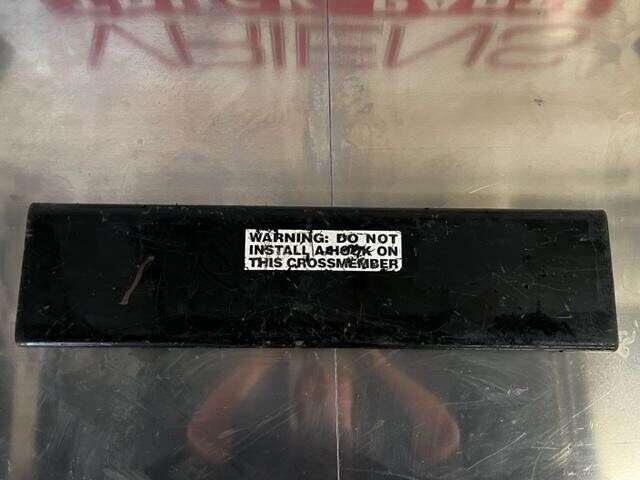 WARNING: DO NOT
INSTALL A HOOK ON
THIS CROSSMEMBER